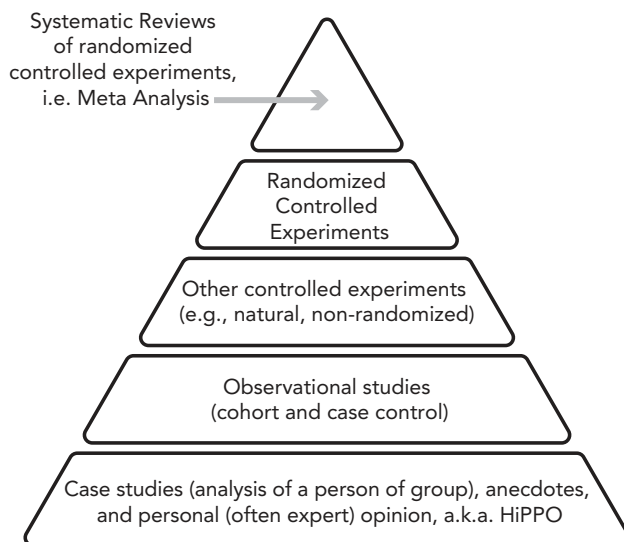 Systematic Reviews
of randomized
controlled experiments,
i.e. Meta Analysis
Randomized
Controlled
Experiments
Other controlled experiments
(e.g., natural, non-randomized)
Observational studies
(cohort and case control)
Case studies (analysis of a person of group), anecdotes,
and personal (often expert) opinion, a.k.a. HiPPO